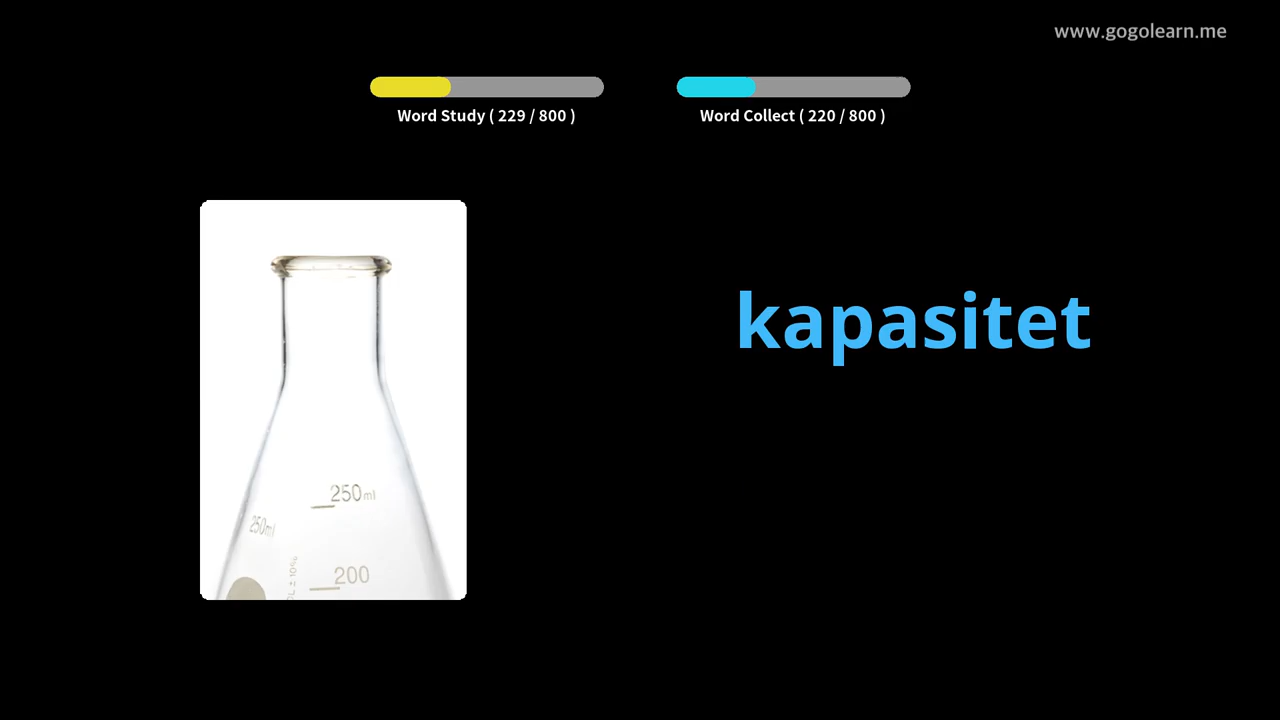 www.gogolearn.me
Word Study ( 229 / 800 )
Word Collect ( 220 / 800 )
kapasitet
250ml
250ml
200